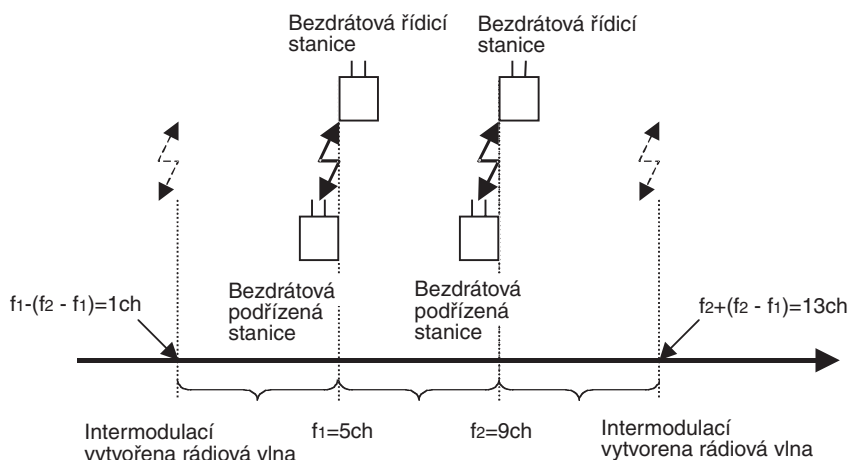 Bezdrátová řídicí
stanice
Bezdrátová řídicí
stanice
f1-(f2 - f1)=1ch
Bezdrátová
podřízená
stanice
Bezdrátová
podřízená
stanice
f2+(f2 - f1)=13ch
Intermodulací
vytvořena rádiová vlna
f1=5ch
f2=9ch
Intermodulací
vytvorena rádiová vlna